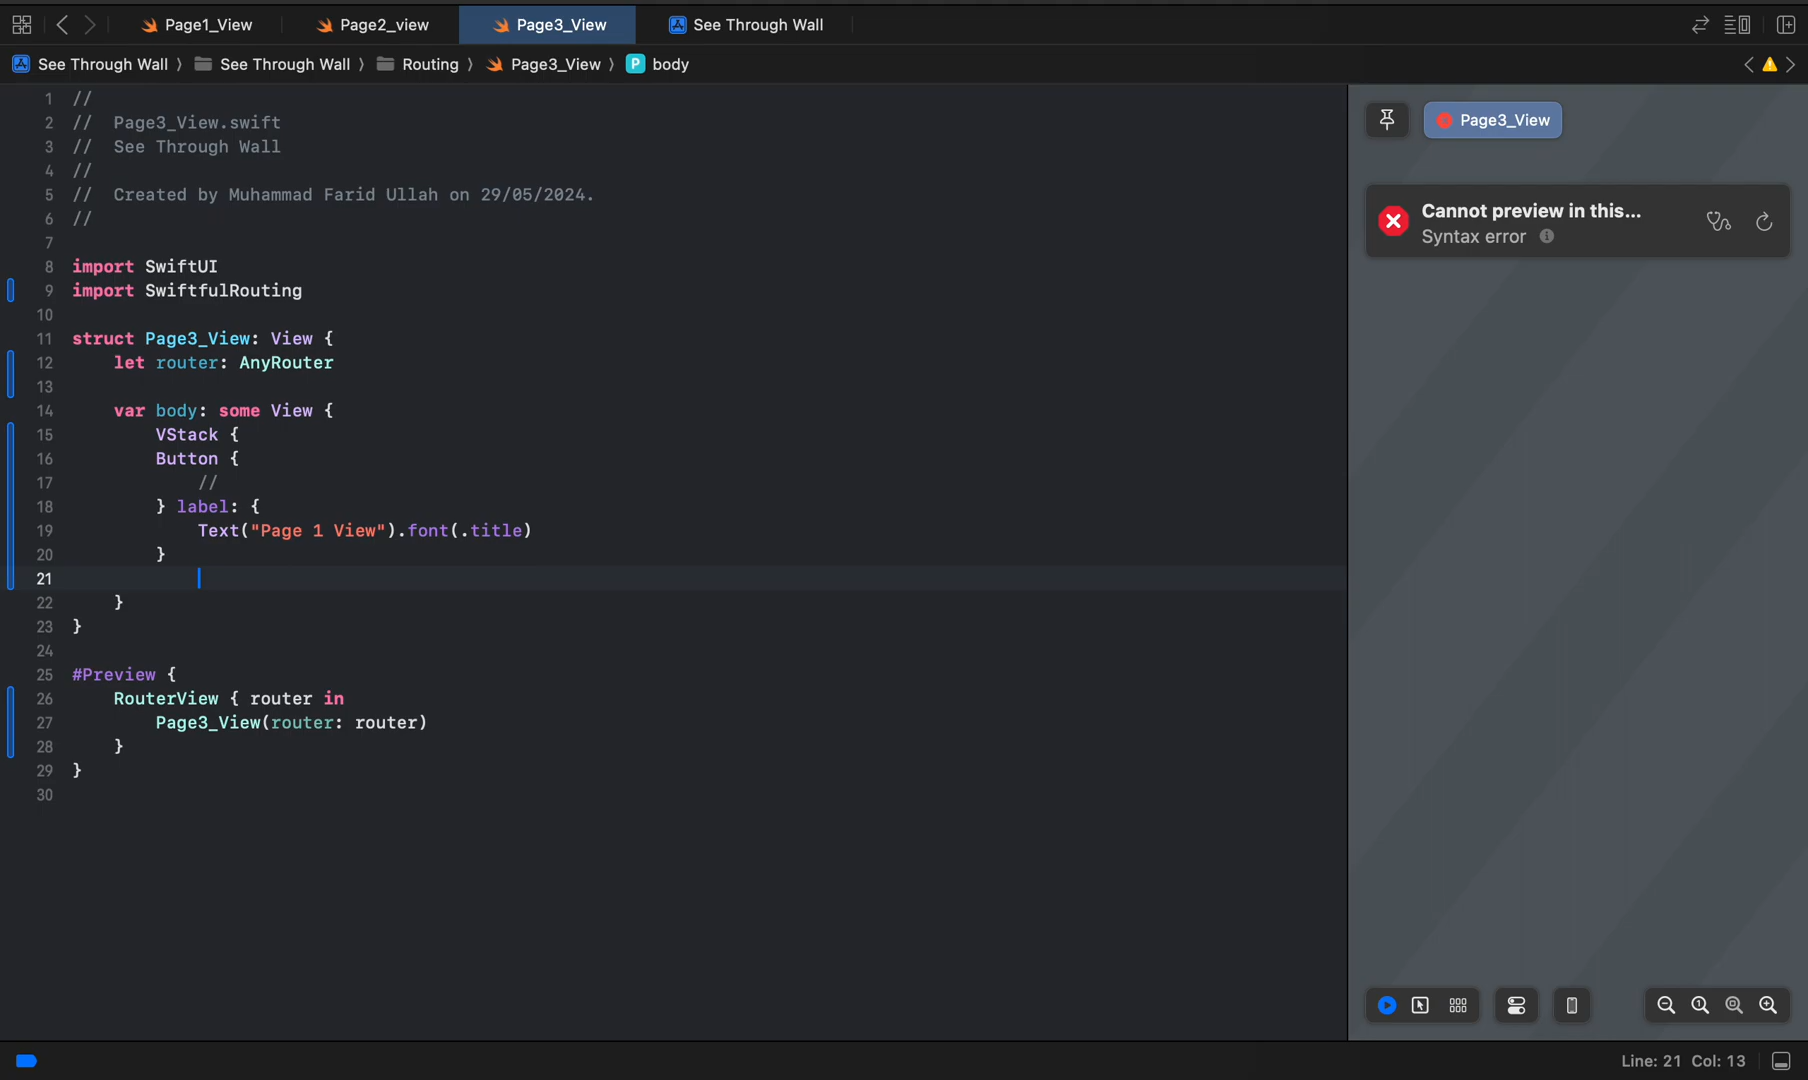 Page1_View
Page2_view
Page3_View
See Through Wall
See Through Wall 〉 See Through Wall 〉 Routing 〉 Page3_View 〉 P body
1 //
2 //  Page3_View.swift
3 //  See Through Wall
4 //
5 //  Created by Muhammad Farid Ullah on 29/05/2024.
6 //
7
8 import SwiftUI
9 import SwiftfulRouting
10
11 struct Page3_View: View {
12     let router: AnyRouter
13
14     var body: some View {
15         VStack {
16         Button {
17             //
18         } label: {
19             Text("Page 1 View").font(.title)
20         }
21
22     }
23 }
24
25 #Preview {
26     RouterView { router in
27         Page3_View(router: router)
28     }
29 }
30
Page3_View
Cannot preview in this...
Syntax error
Line: 21 Col: 13